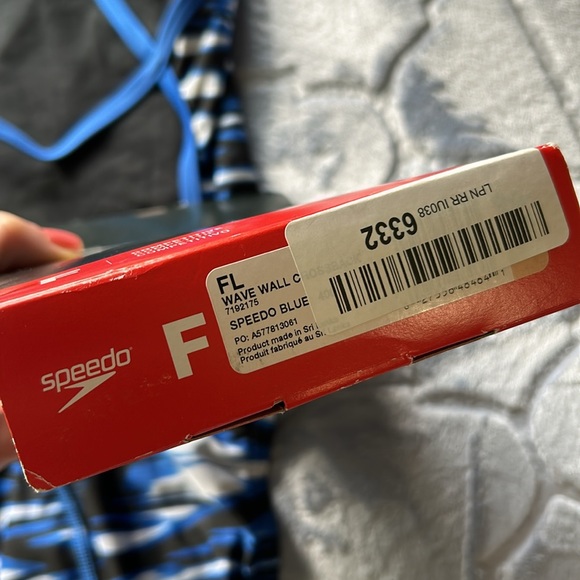 speedo
F
FL
WAVE WALL C
7192175
SPEEDO BLUE
PO: A577813061
Product made in Sri
Produit fabriqué au Sri
LPN RR IU038
6332